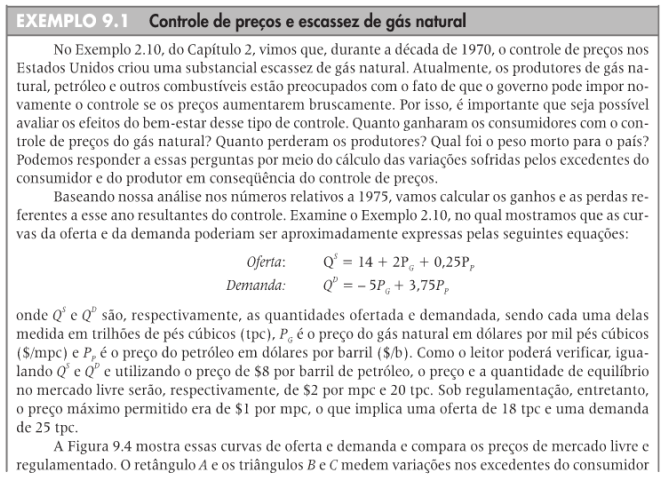 EXEMPLO 9.1 Controle de preços e escassez de gás natural
No Exemplo 2.10, do Capítulo 2, vimos que, durante a década de 1970, o controle de preços nos
Estados Unidos criou uma substancial escassez de gás natural. Atualmente, os produtores de gás na-
tural, petróleo e outros combustíveis estão preocupados com o fato de que o governo pode impor no-
vamente o controle se os preços aumentarem bruscamente. Por isso, é importante que seja possível
avaliar os efeitos do bem-estar desse tipo de controle. Quanto ganharam os consumidores com o con-
trole de preços do gás natural? Quanto perderam os produtores? Qual foi o peso morto para o país?
Podemos responder a essas perguntas por meio do cálculo das variações sofridas pelos excedentes do
consumidor e do produtor em conseqüência do controle de preços.
Baseando nossa análise nos números relativos a 1975, vamos calcular os ganhos e as perdas re-
ferentes a esse ano resultantes do controle. Examine o Exemplo 2.10, no qual mostramos que as cur-
vas da oferta e da demanda poderiam ser aproximadamente expressas pelas seguintes equações:
Oferta: Qˢ = 14 + 2P_G + 0,25P_P
Demanda: Qᴰ = – 5P_G + 3,75P_P
onde Qˢ e Qᴰ são, respectivamente, as quantidades ofertada e demandada, sendo cada uma delas
medida em trilhões de pés cúbicos (tpc), P_G é o preço do gás natural em dólares por mil pés cúbicos
($/mpc) e P_P é o preço do petróleo em dólares por barril ($/b). Como o leitor poderá verificar, igua-
lando Qˢ e Qᴰ e utilizando o preço de $8 por barril de petróleo, o preço e a quantidade de equilíbrio
no mercado livre serão, respectivamente, de $2 por mpc e 20 tpc. Sob regulamentação, entretanto,
o preço máximo permitido era de $1 por mpc, o que implica uma oferta de 18 tpc e uma demanda
de 25 tpc.
A Figura 9.4 mostra essas curvas de oferta e demanda e compara os preços de mercado livre e
regulamentado. O retângulo A e os triângulos B e C medem variações nos excedentes do consumidor